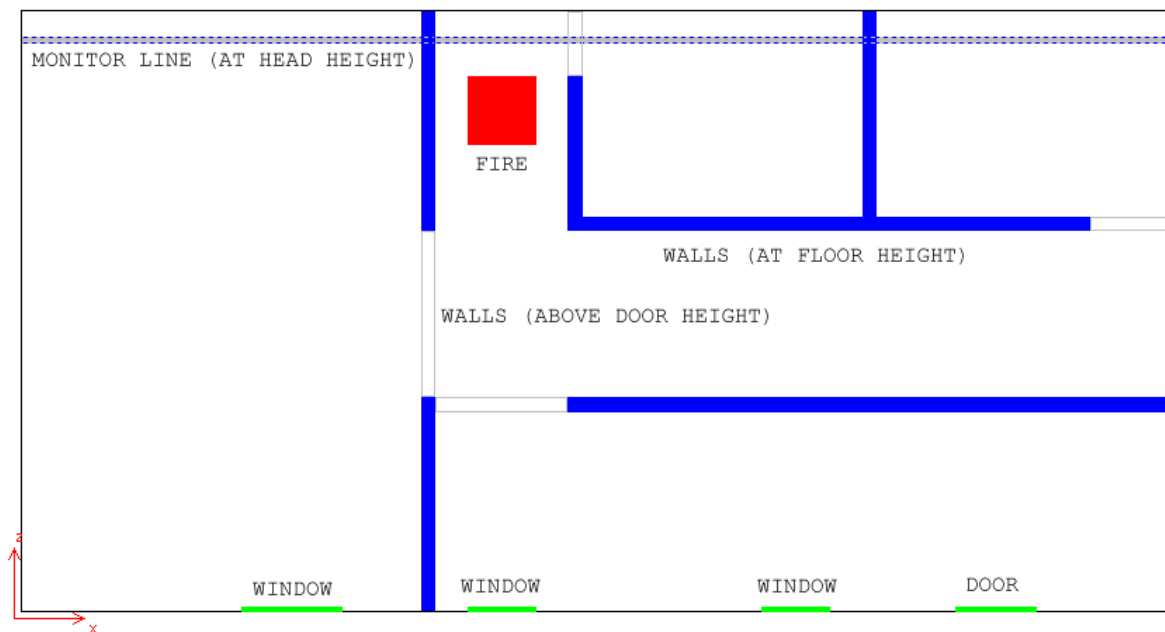 MONITOR LINE (AT HEAD HEIGHT)
FIRE
WALLS (AT FLOOR HEIGHT)
WALLS (ABOVE DOOR HEIGHT)
WINDOW
WINDOW
WINDOW
DOOR
z
x